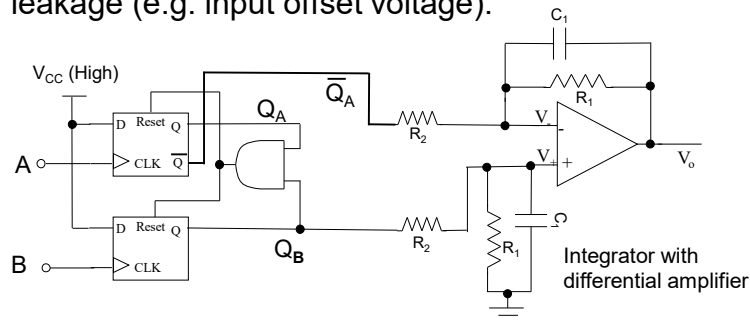 leakage (e.g. input offset voltage).
C1
VCC (High)
Q̅A
R1
D Reset Q
QA
R2
V-
-
A
CLK Q̅
V+
+
Vo
D Reset Q
R2
R1
C1
QB
B
CLK
Integrator with
differential amplifier